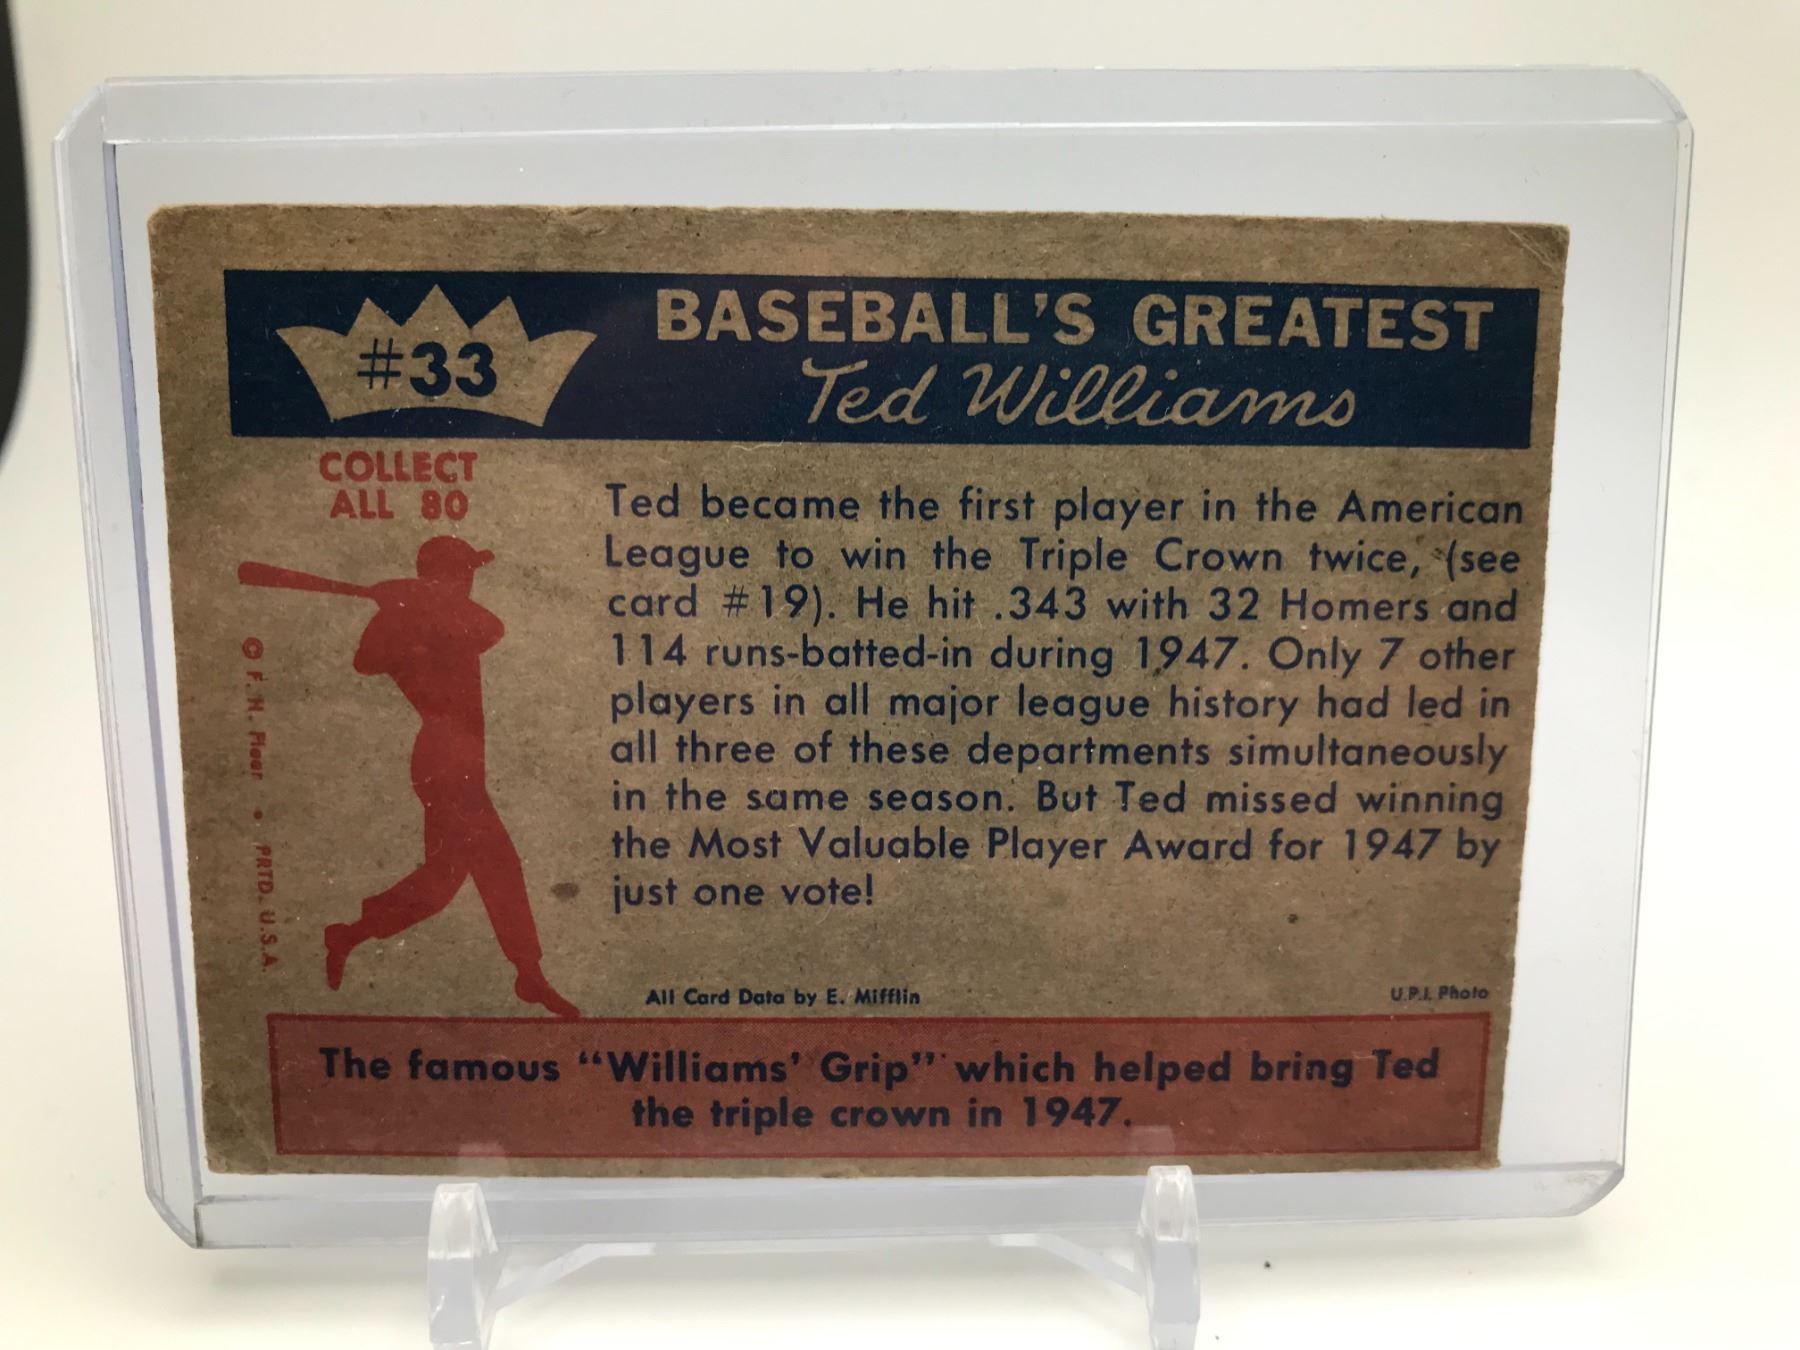 #33
BASEBALL'S GREATEST
Ted Williams
COLLECT
ALL 80
Ted became the first player in the American
League to win the Triple Crown twice, (see
card #19). He hit .343 with 32 Homers and
114 runs-batted-in during 1947. Only 7 other
players in all major league history had led in
all three of these departments simultaneously
in the same season. But Ted missed winning
the Most Valuable Player Award for 1947 by
just one vote!
© F. H. Fleer • PRTD. U.S.A.
All Card Data by E. Mifflin
U.P.I. Photo
The famous "Williams' Grip" which helped bring Ted
the triple crown in 1947.